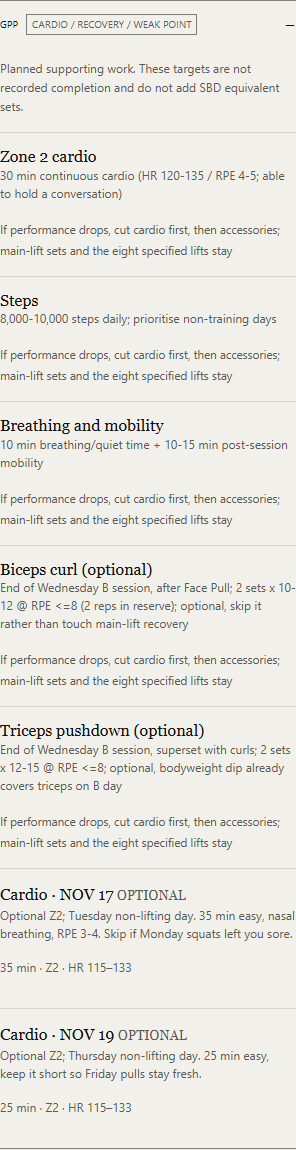 GPP CARDIO / RECOVERY / WEAK POINT –
Planned supporting work. These targets are not
recorded completion and do not add SBD equivalent
sets.
Zone 2 cardio
30 min continuous cardio (HR 120-135 / RPE 4-5; able
to hold a conversation)
If performance drops, cut cardio first, then accessories;
main-lift sets and the eight specified lifts stay
Steps
8,000-10,000 steps daily; prioritise non-training days
If performance drops, cut cardio first, then accessories;
main-lift sets and the eight specified lifts stay
Breathing and mobility
10 min breathing/quiet time + 10-15 min post-session
mobility
If performance drops, cut cardio first, then accessories;
main-lift sets and the eight specified lifts stay
Biceps curl (optional)
End of Wednesday B session, after Face Pull; 2 sets x 10-
12 @ RPE <=8 (2 reps in reserve); optional, skip it
rather than touch main-lift recovery
If performance drops, cut cardio first, then accessories;
main-lift sets and the eight specified lifts stay
Triceps pushdown (optional)
End of Wednesday B session, superset with curls; 2 sets
x 12-15 @ RPE <=8; optional, bodyweight dip already
covers triceps on B day
If performance drops, cut cardio first, then accessories;
main-lift sets and the eight specified lifts stay
Cardio · NOV 17 OPTIONAL
Optional Z2; Tuesday non-lifting day. 35 min easy, nasal
breathing, RPE 3-4. Skip if Monday squats left you sore.
35 min · Z2 · HR 115–133
Cardio · NOV 19 OPTIONAL
Optional Z2; Thursday non-lifting day. 25 min easy,
keep it short so Friday pulls stay fresh.
25 min · Z2 · HR 115–133